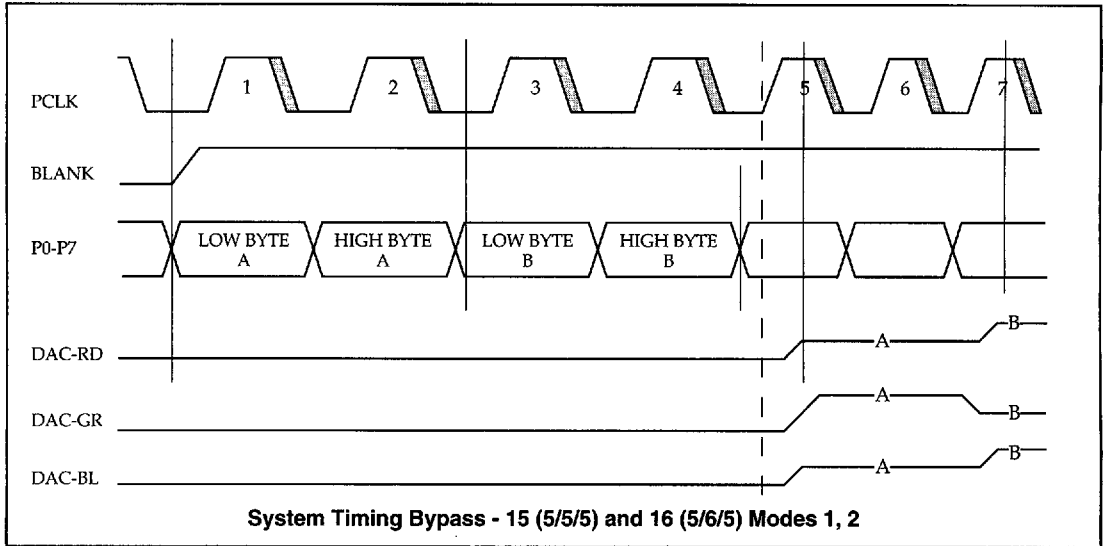 PCLK 1 2 3 4 5 6 7
BLANK
P0-P7 LOW BYTE A HIGH BYTE A LOW BYTE B HIGH BYTE B
DAC-RD A B
DAC-GR A B
DAC-BL A B
System Timing Bypass - 15 (5/5/5) and 16 (5/6/5) Modes 1, 2